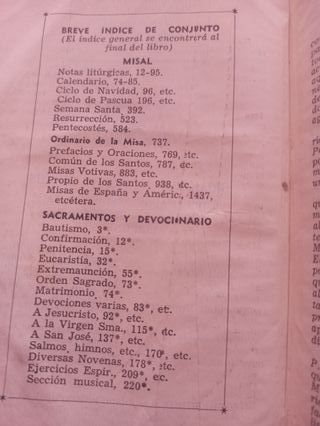 BREVE INDICE DE CONJUNTO
(El índice general se encontrará al
final del libro)
MISAL
Notas litúrgicas, 12-95.
Calendario, 74-85.
Ciclo de Navidad, 96, etc.
Ciclo de Pascua 196, etc.
Semana Santa, 392.
Resurrección, 523.
Pentecostés, 584.
Ordinario de la Misa, 737.
Prefacios y Oraciones, 769, etc.
Común de los Santos, 787, etc.
Misas Votivas, 883, etc.
Propio de los Santos, 938, etc.
Misas de España y Améric, 1437,
etcétera.
SACRAMENTOS Y DEVOCIONARIO
Bautismo, 3*.
Confirmación, 12*.
Penitencia, 15*.
Eucaristía, 32*.
Extremaunción, 55*.
Orden Sagrado, 73*.
Matrimonio, 74*.
Devociones varias, 83*, etc.
A Jesucristo, 92*, etc.
A la Virgen Sma., 115*, etc.
A San José, 137*, etc.
Salmos, himnos, etc., 170*, etc.
Diversas Novenas, 178*, etc.
Ejercicios Espir., 209*, etc.
Sección musical, 220*.